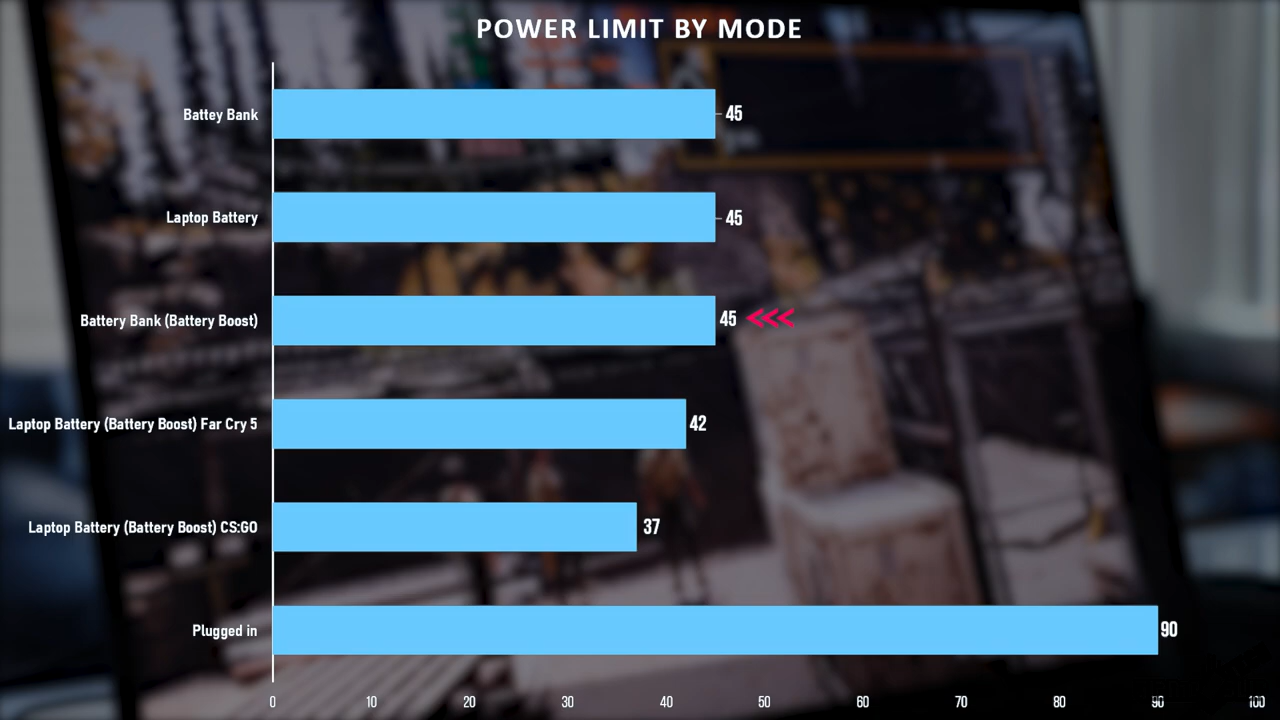 POWER LIMIT BY MODE
Battey Bank 45
Laptop Battery 45
Battery Bank (Battery Boost) 45
Laptop Battery (Battery Boost) Far Cry 5 42
Laptop Battery (Battery Boost) CS:GO 37
Plugged in 90
0 10 20 30 40 50 60 70 80 90 100